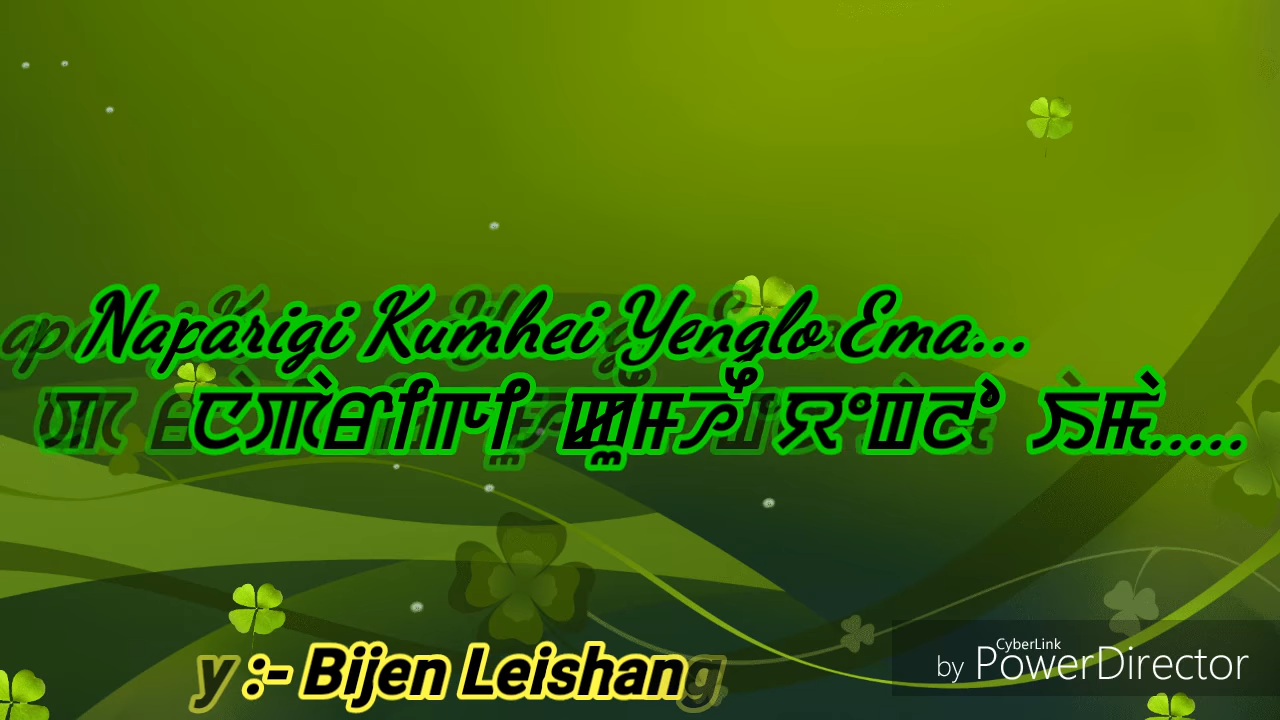 Naparigi Kumhei Yenglo Ema...
ꯅꯄꯥꯔꯤꯒꯤ ꯀꯨꯝꯍꯩ ꯌꯦꯡꯂꯣ ꯏꯃꯥ.....
y :- Bijen Leishang
CyberLink
by PowerDirector